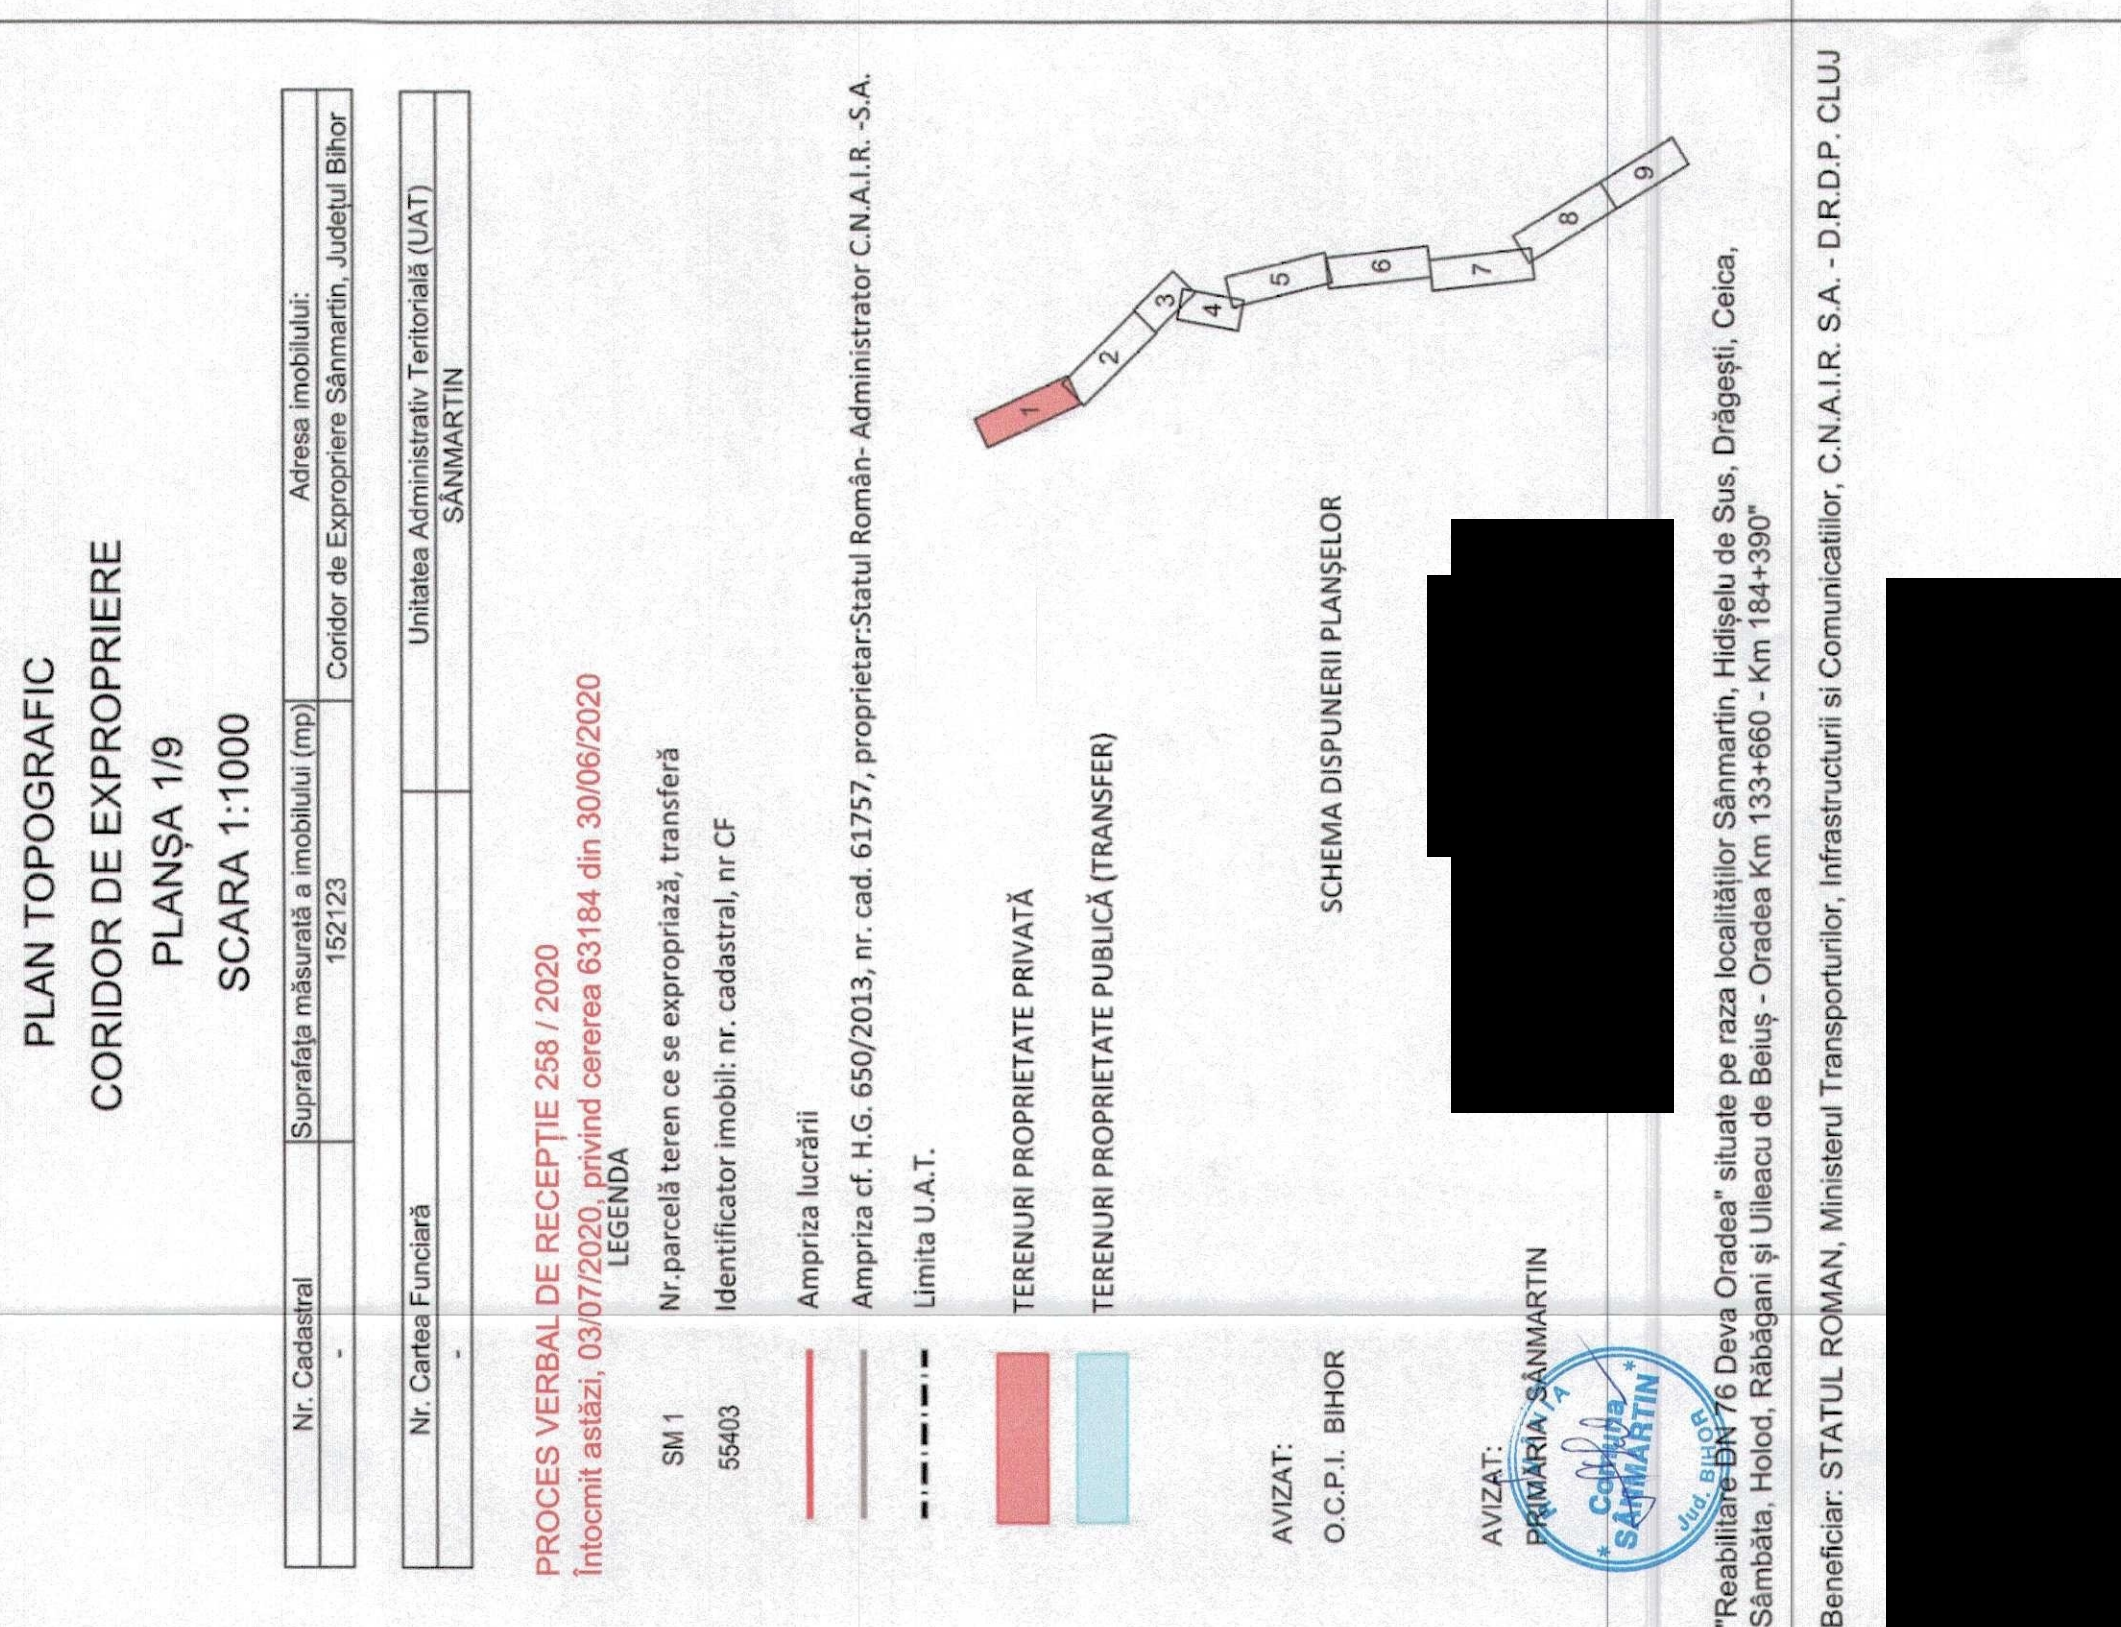 PLAN TOPOGRAFIC
CORIDOR DE EXPROPRIERE
PLANȘA 1/9
SCARA 1:1000
Nr. Cadastral
Suprafața măsurată a imobilului (mp)
Adresa imobilului:
-
152123
Coridor de Expropriere Sânmartin, Județul Bihor
Nr. Cartea Funciară
Unitatea Administrativ Teritorială (UAT)
-
SÂNMARTIN
PROCES VERBAL DE RECEPȚIE 258 / 2020
Întocmit astăzi, 03/07/2020, privind cererea 63184 din 30/06/2020
LEGENDA
SM 1 Nr.parcelă teren ce se expropriază, transferă
55403 Identificator imobil: nr. cadastral, nr CF
Ampriza lucrării
Ampriza cf. H.G. 650/2013, nr. cad. 61757, proprietar:Statul Român- Administrator C.N.A.I.R. -S.A.
Limita U.A.T.
TERENURI PROPRIETATE PRIVATĂ
TERENURI PROPRIETATE PUBLICĂ (TRANSFER)
1
2
3
4
5
6
7
8
9
SCHEMA DISPUNERII PLANȘELOR
AVIZAT:
O.C.P.I. BIHOR
AVIZAT:
PRIMĂRIA SÂNMARTIN
ROMÂNIA
* Comuna *
SÂNMARTIN
Jud. BIHOR
"Reabilitare DN 76 Deva Oradea" situate pe raza localităților Sânmartin, Hidișelu de Sus, Drăgești, Ceica,
Sâmbăta, Holod, Răbăgani și Uileacu de Beiuș - Oradea Km 133+660 - Km 184+390"
Beneficiar: STATUL ROMAN, Ministerul Transporturilor, Infrastructurii si Comunicatiilor, C.N.A.I.R. S.A. - D.R.D.P. CLUJ